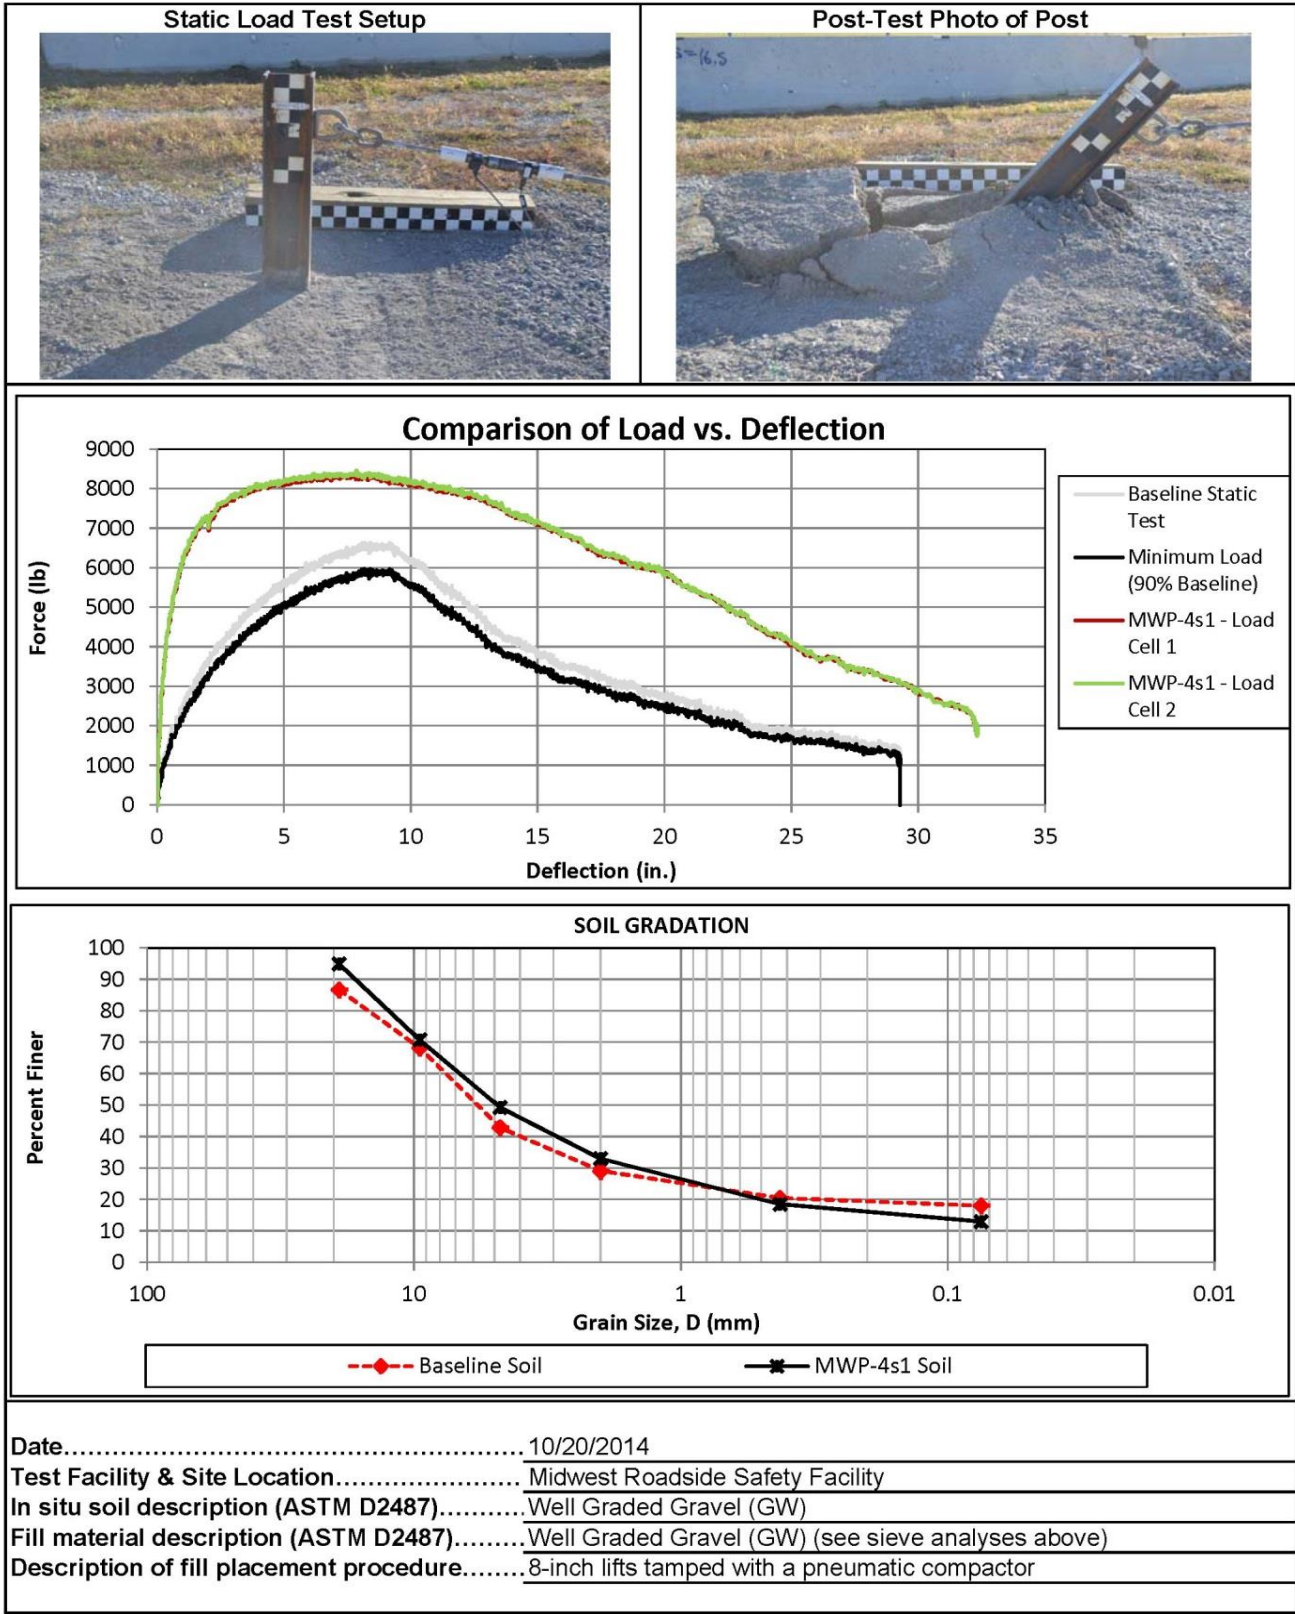 Static Load Test Setup
Post-Test Photo of Post
S=16.5
Comparison of Load vs. Deflection
9000
8000
7000
6000
5000
4000
3000
2000
1000
0
Force (lb)
0 5 10 15 20 25 30 35
Deflection (in.)
Baseline Static
Test
Minimum Load
(90% Baseline)
MWP-4s1 - Load
Cell 1
MWP-4s1 - Load
Cell 2
SOIL GRADATION
100
90
80
70
60
50
40
30
20
10
0
Percent Finer
100 10 1 0.1 0.01
Grain Size, D (mm)
Baseline Soil MWP-4s1 Soil
Date.................................................... 10/20/2014
Test Facility & Site Location..................... Midwest Roadside Safety Facility
In situ soil description (ASTM D2487).......... Well Graded Gravel (GW)
Fill material description (ASTM D2487)........ Well Graded Gravel (GW) (see sieve analyses above)
Description of fill placement procedure........ 8-inch lifts tamped with a pneumatic compactor